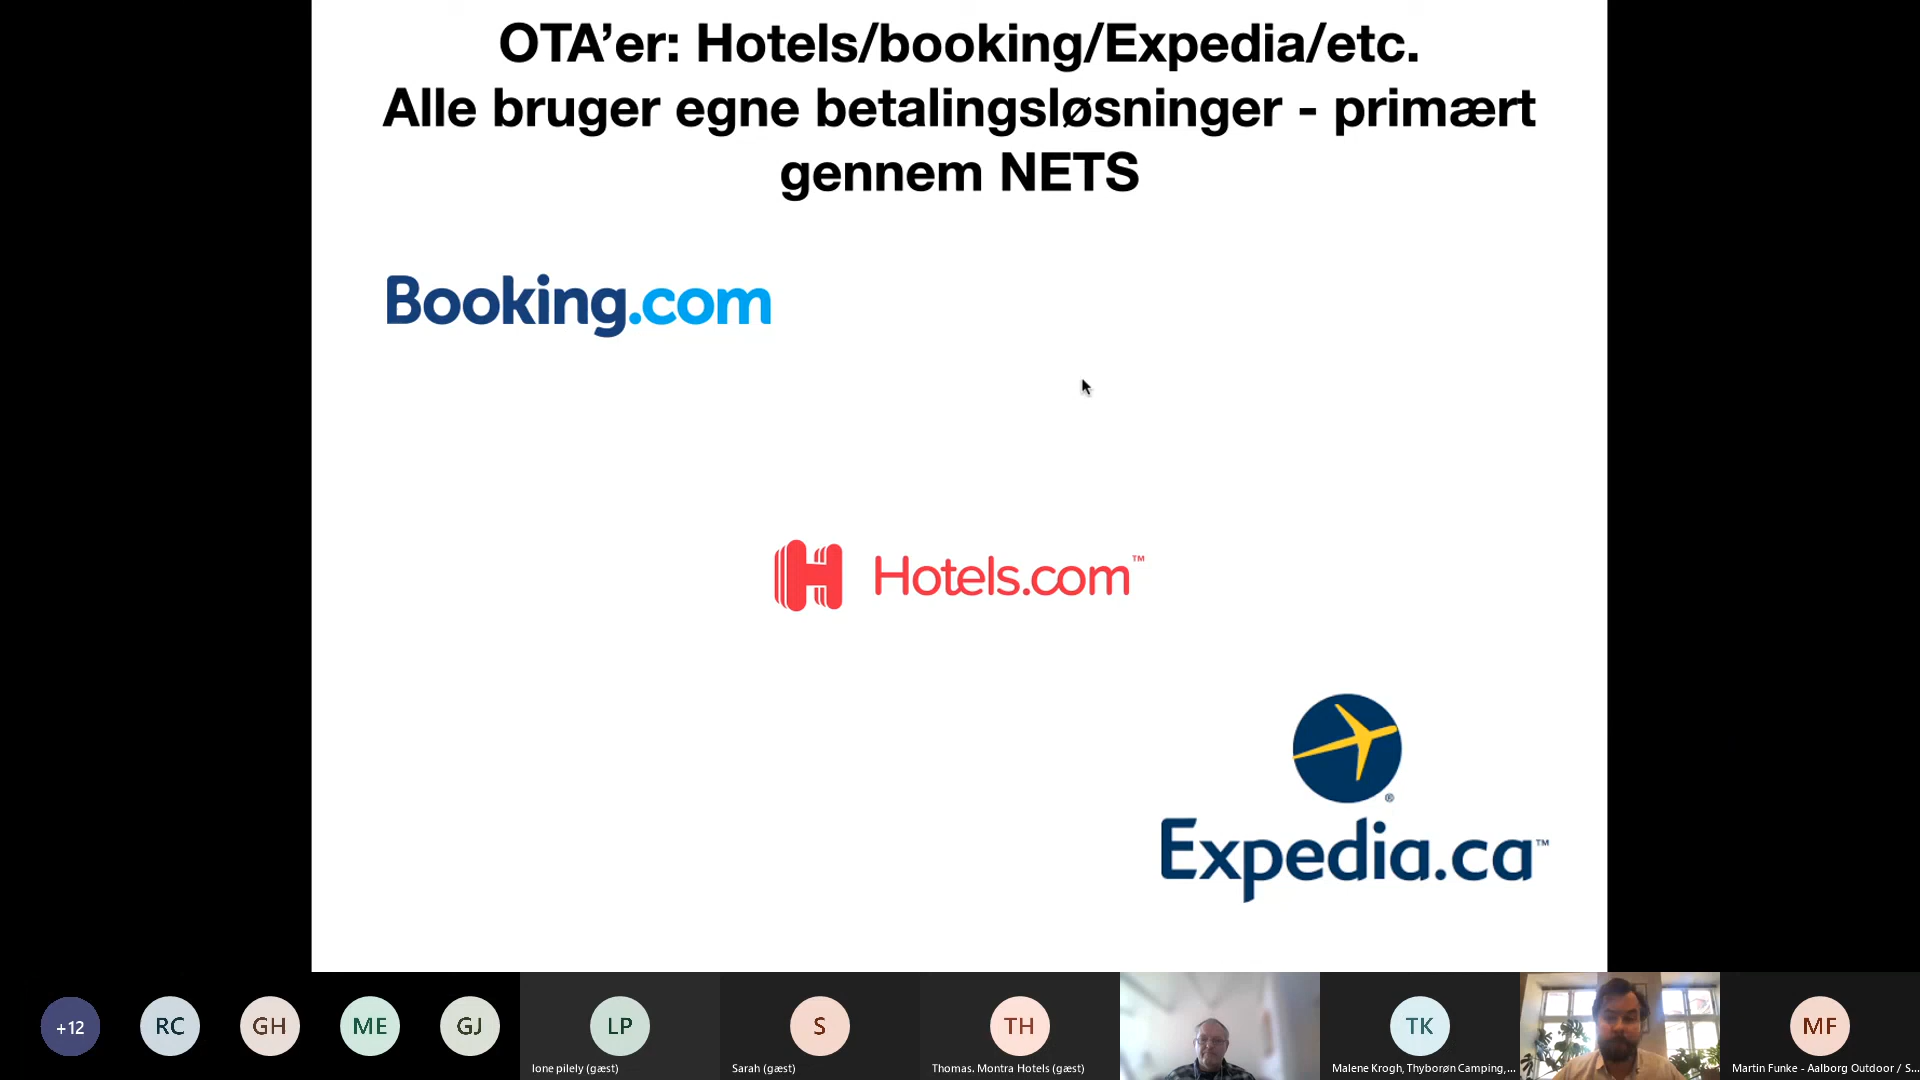 OTA’er: Hotels/booking/Expedia/etc.
Alle bruger egne betalingsløsninger - primært
gennem NETS
Booking.com
Hotels.com™
®
Expedia.ca™
+12
RC
GH
ME
GJ
LP
S
TH
TK
MF
lone pilely (gæst)
Sarah (gæst)
Thomas. Montra Hotels (gæst)
Malene Krogh, Thyborøn Camping,...
Martin Funke - Aalborg Outdoor / S...